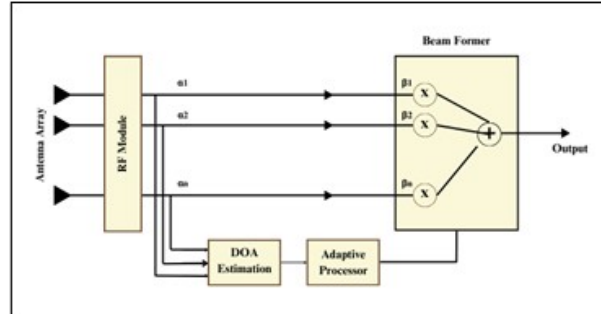 Beam Former
Antenna Array
RF Module
α1
α2
αn
β1
β2
βn
X
X
X
+
Output
DOA
Estimation
Adaptive
Processor